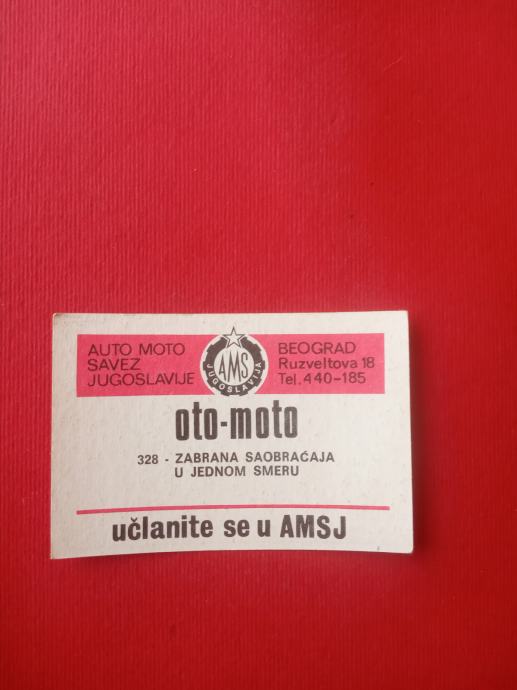 AUTO MOTO
SAVEZ
JUGOSLAVIJE
AMS
JUGOSLAVIJA
BEOGRAD
Ruzveltova 18
Tel. 440-185
oto-moto
328 - ZABRANA SAOBRAĆAJA
U JEDNOM SMERU
učlanite se u AMSJ